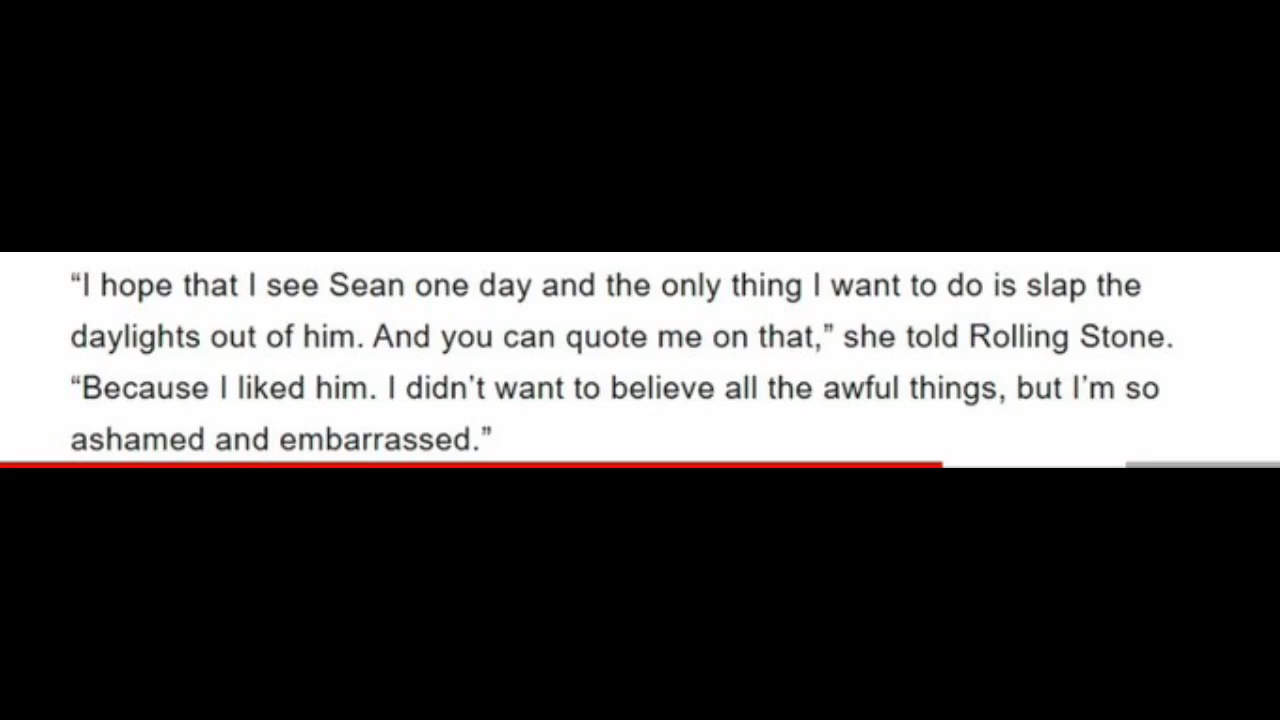 “I hope that I see Sean one day and the only thing I want to do is slap the
daylights out of him. And you can quote me on that,” she told Rolling Stone.
“Because I liked him. I didn’t want to believe all the awful things, but I’m so
ashamed and embarrassed.”